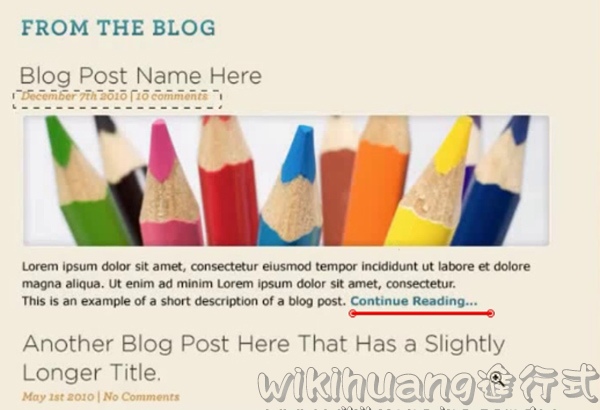 FROM THE BLOG
Blog Post Name Here
December 7th 2010 | 10 comments
Lorem ipsum dolor sit amet, consectetur eiusmod tempor incididunt ut labore et dolore
magna aliqua. Ut enim ad minim Lorem ipsum dolor sit amet, consectetur.
This is an example of a short description of a blog post. Continue Reading...
Another Blog Post Here That Has a Slightly
Longer Title.
May 1st 2010 | No Comments
wikihuang進行式